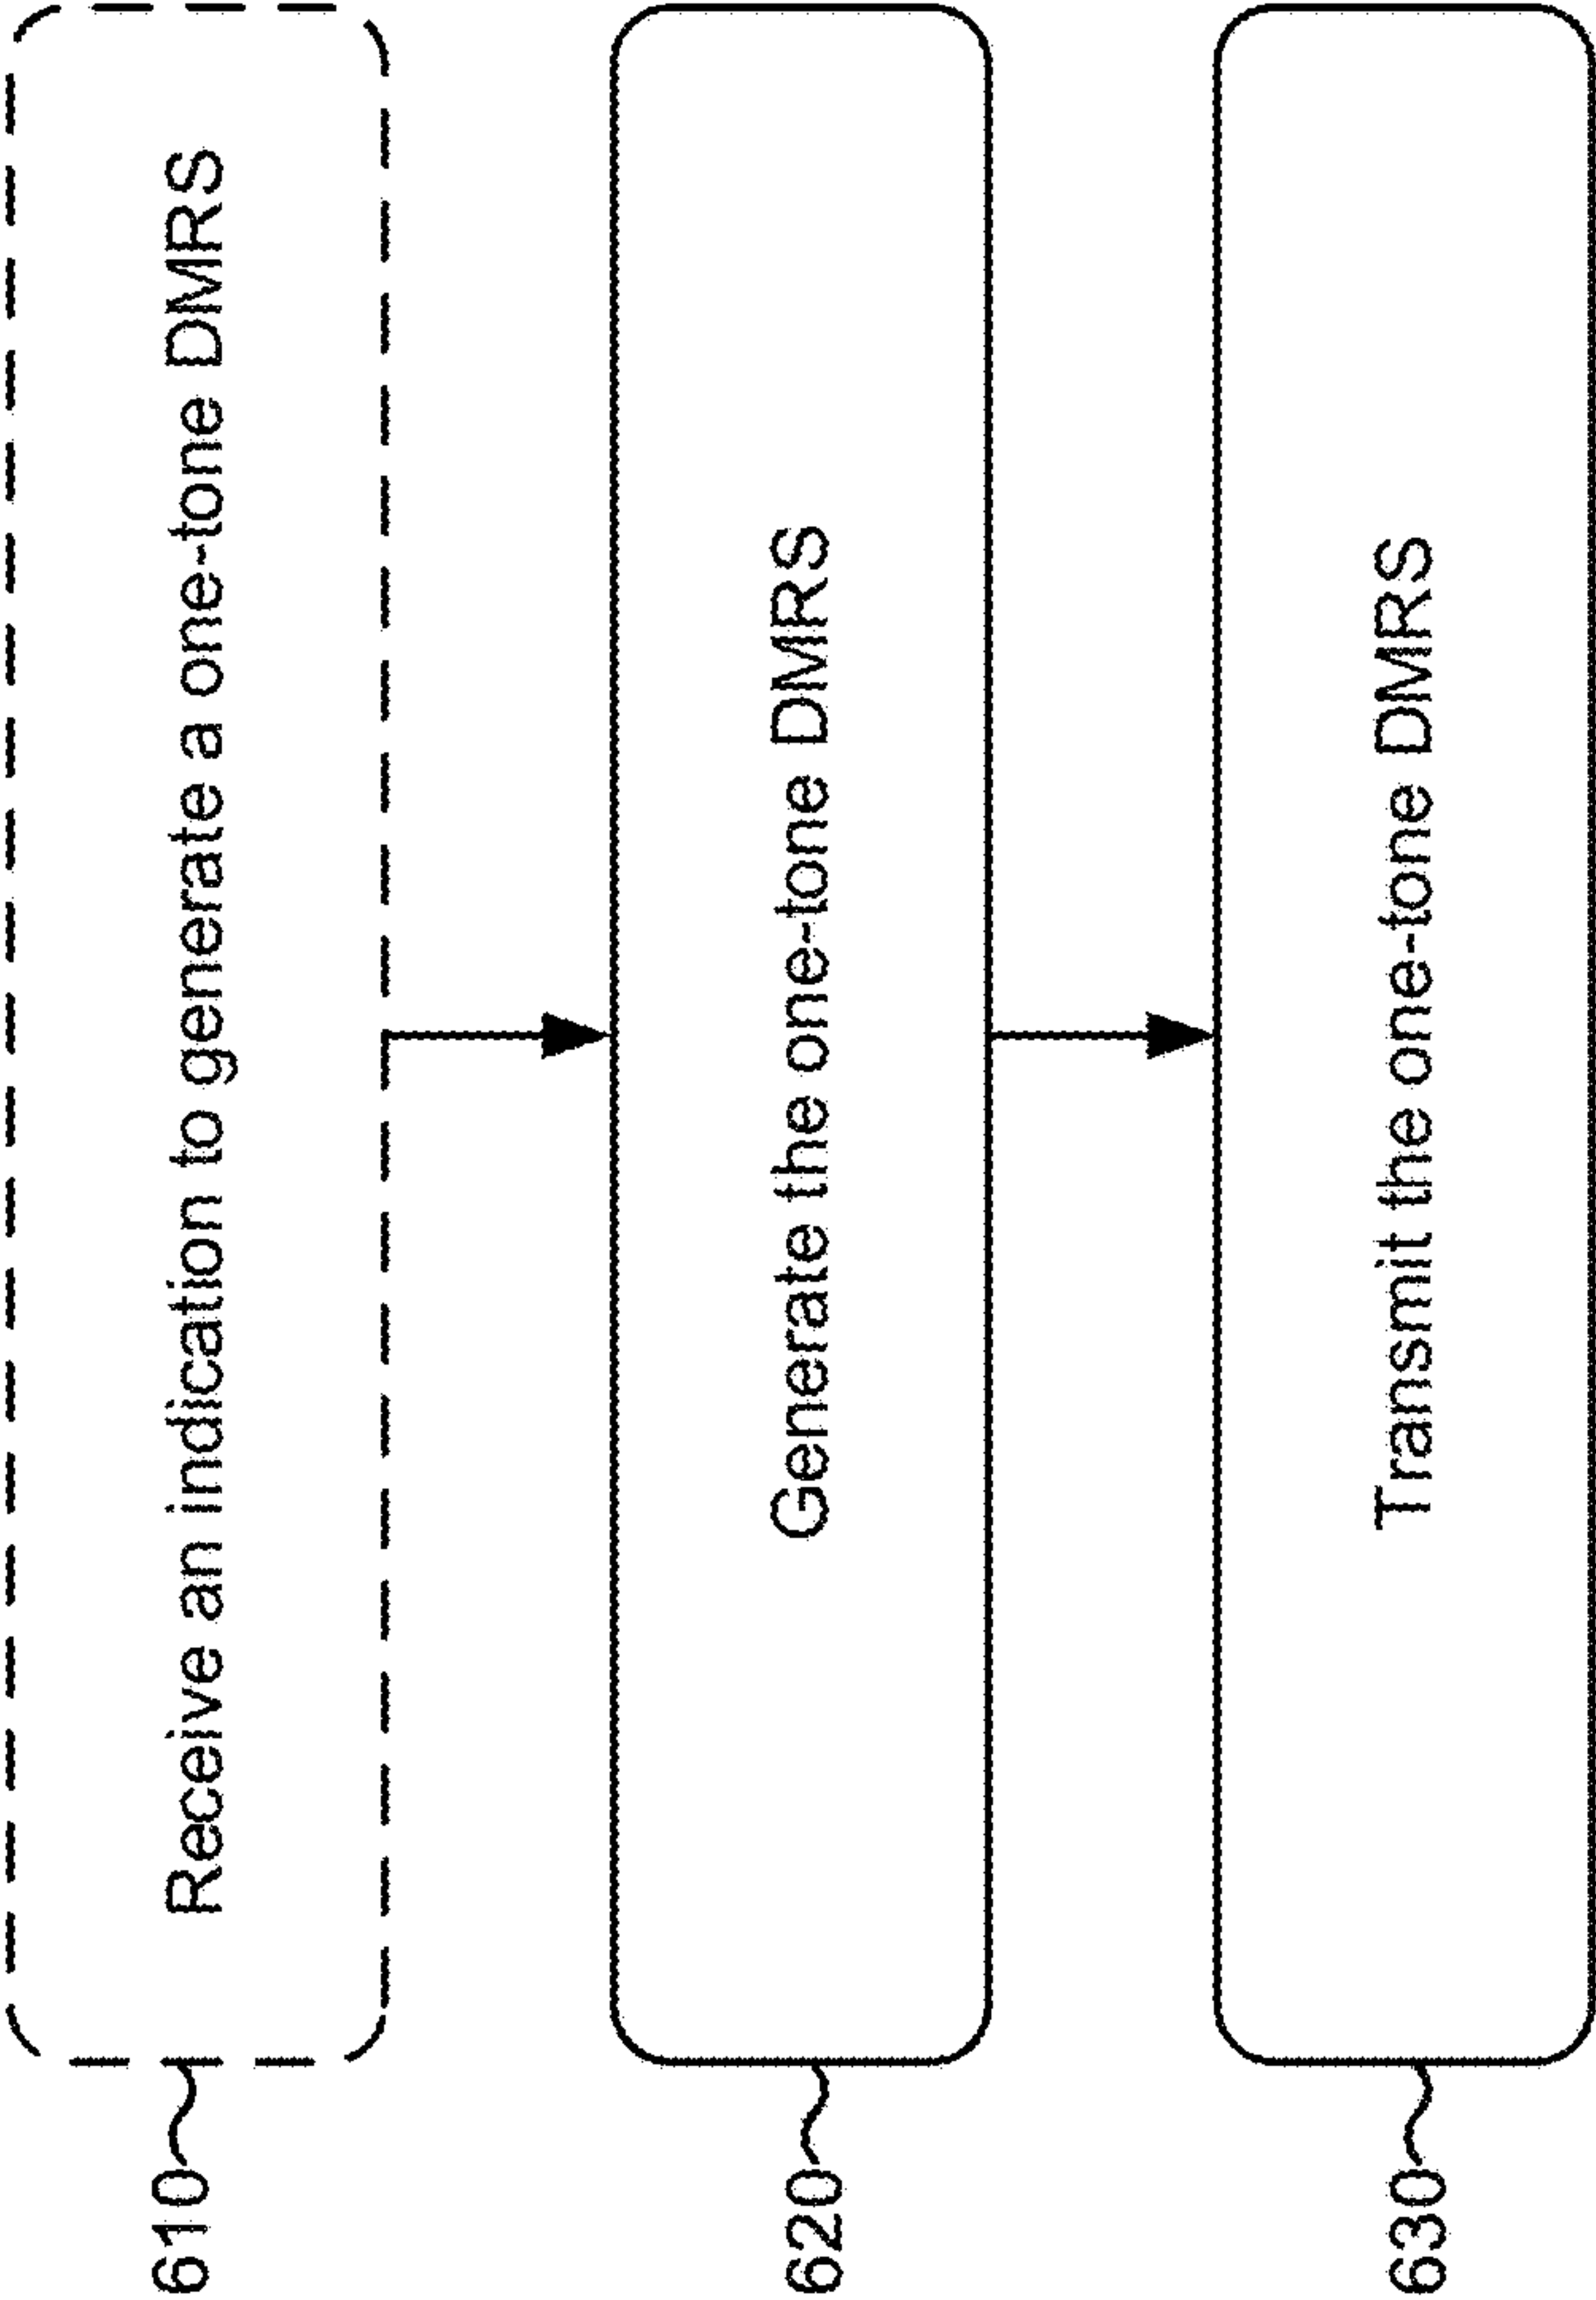 610
Receive an indication to generate a one-tone DMRS
620
Generate the one-tone DMRS
630
Transmit the one-tone DMRS